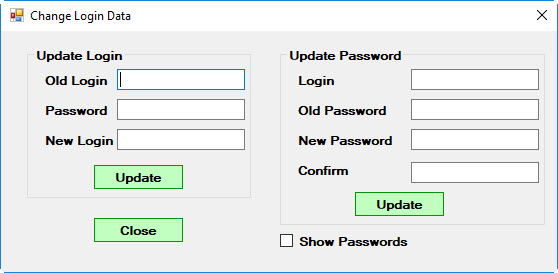 Change Login Data
Update Login
Old Login
Password
New Login
Update
Close
Update Password
Login
Old Password
New Password
Confirm
Update
Show Passwords